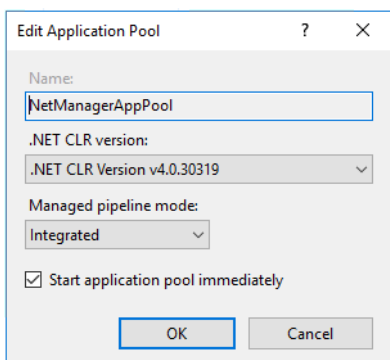 Edit Application Pool
Name:
NetManagerAppPool
.NET CLR version:
.NET CLR Version v4.0.30319
Managed pipeline mode:
Integrated
Start application pool immediately
OK Cancel